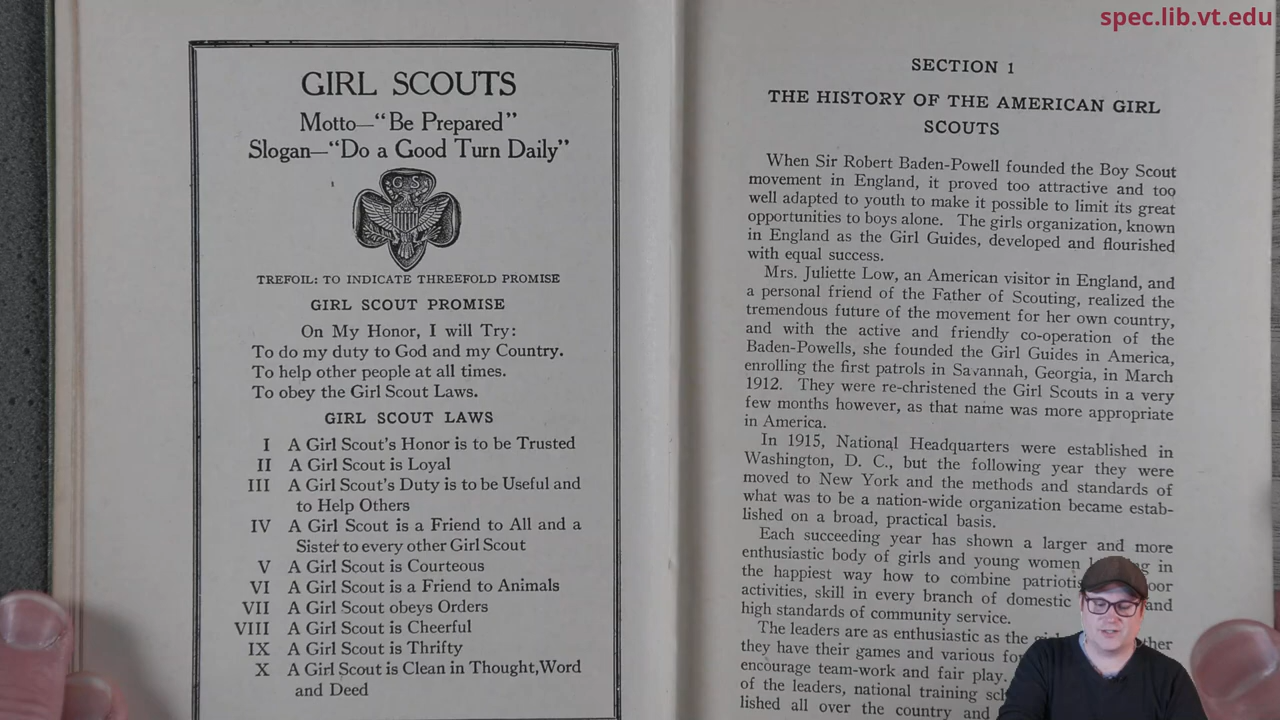 spec.lib.vt.edu
GIRL SCOUTS
Motto—“Be Prepared”
Slogan—“Do a Good Turn Daily”
G S
TREFOIL: TO INDICATE THREEFOLD PROMISE
GIRL SCOUT PROMISE
On My Honor, I will Try:
To do my duty to God and my Country.
To help other people at all times.
To obey the Girl Scout Laws.
GIRL SCOUT LAWS
I A Girl Scout's Honor is to be Trusted
II A Girl Scout is Loyal
III A Girl Scout's Duty is to be Useful and
to Help Others
IV A Girl Scout is a Friend to All and a
Sister to every other Girl Scout
V A Girl Scout is Courteous
VI A Girl Scout is a Friend to Animals
VII A Girl Scout obeys Orders
VIII A Girl Scout is Cheerful
IX A Girl Scout is Thrifty
X A Girl Scout is Clean in Thought,Word
and Deed
SECTION 1
THE HISTORY OF THE AMERICAN GIRL
SCOUTS
When Sir Robert Baden-Powell founded the Boy Scout
movement in England, it proved too attractive and too
well adapted to youth to make it possible to limit its great
opportunities to boys alone. The girls organization, known
in England as the Girl Guides, developed and flourished
with equal success.
Mrs. Juliette Low, an American visitor in England, and
a personal friend of the Father of Scouting, realized the
tremendous future of the movement for her own country,
and with the active and friendly co-operation of the
Baden-Powells, she founded the Girl Guides in America,
enrolling the first patrols in Savannah, Georgia, in March
1912. They were re-christened the Girl Scouts in a very
few months however, as that name was more appropriate
in America.
In 1915, National Headquarters were established in
Washington, D. C., but the following year they were
moved to New York and the methods and standards of
what was to be a nation-wide organization became estab-
lished on a broad, practical basis.
Each succeeding year has shown a larger and more
enthusiastic body of girls and young women in
the happiest way how to combine
activities, skill in every branch of domestic and
high standards of community service.
The leaders are as enthusiastic as the
they have their games and various
encourage team-work and fair play.
of the leaders, national training
lished all over the country and